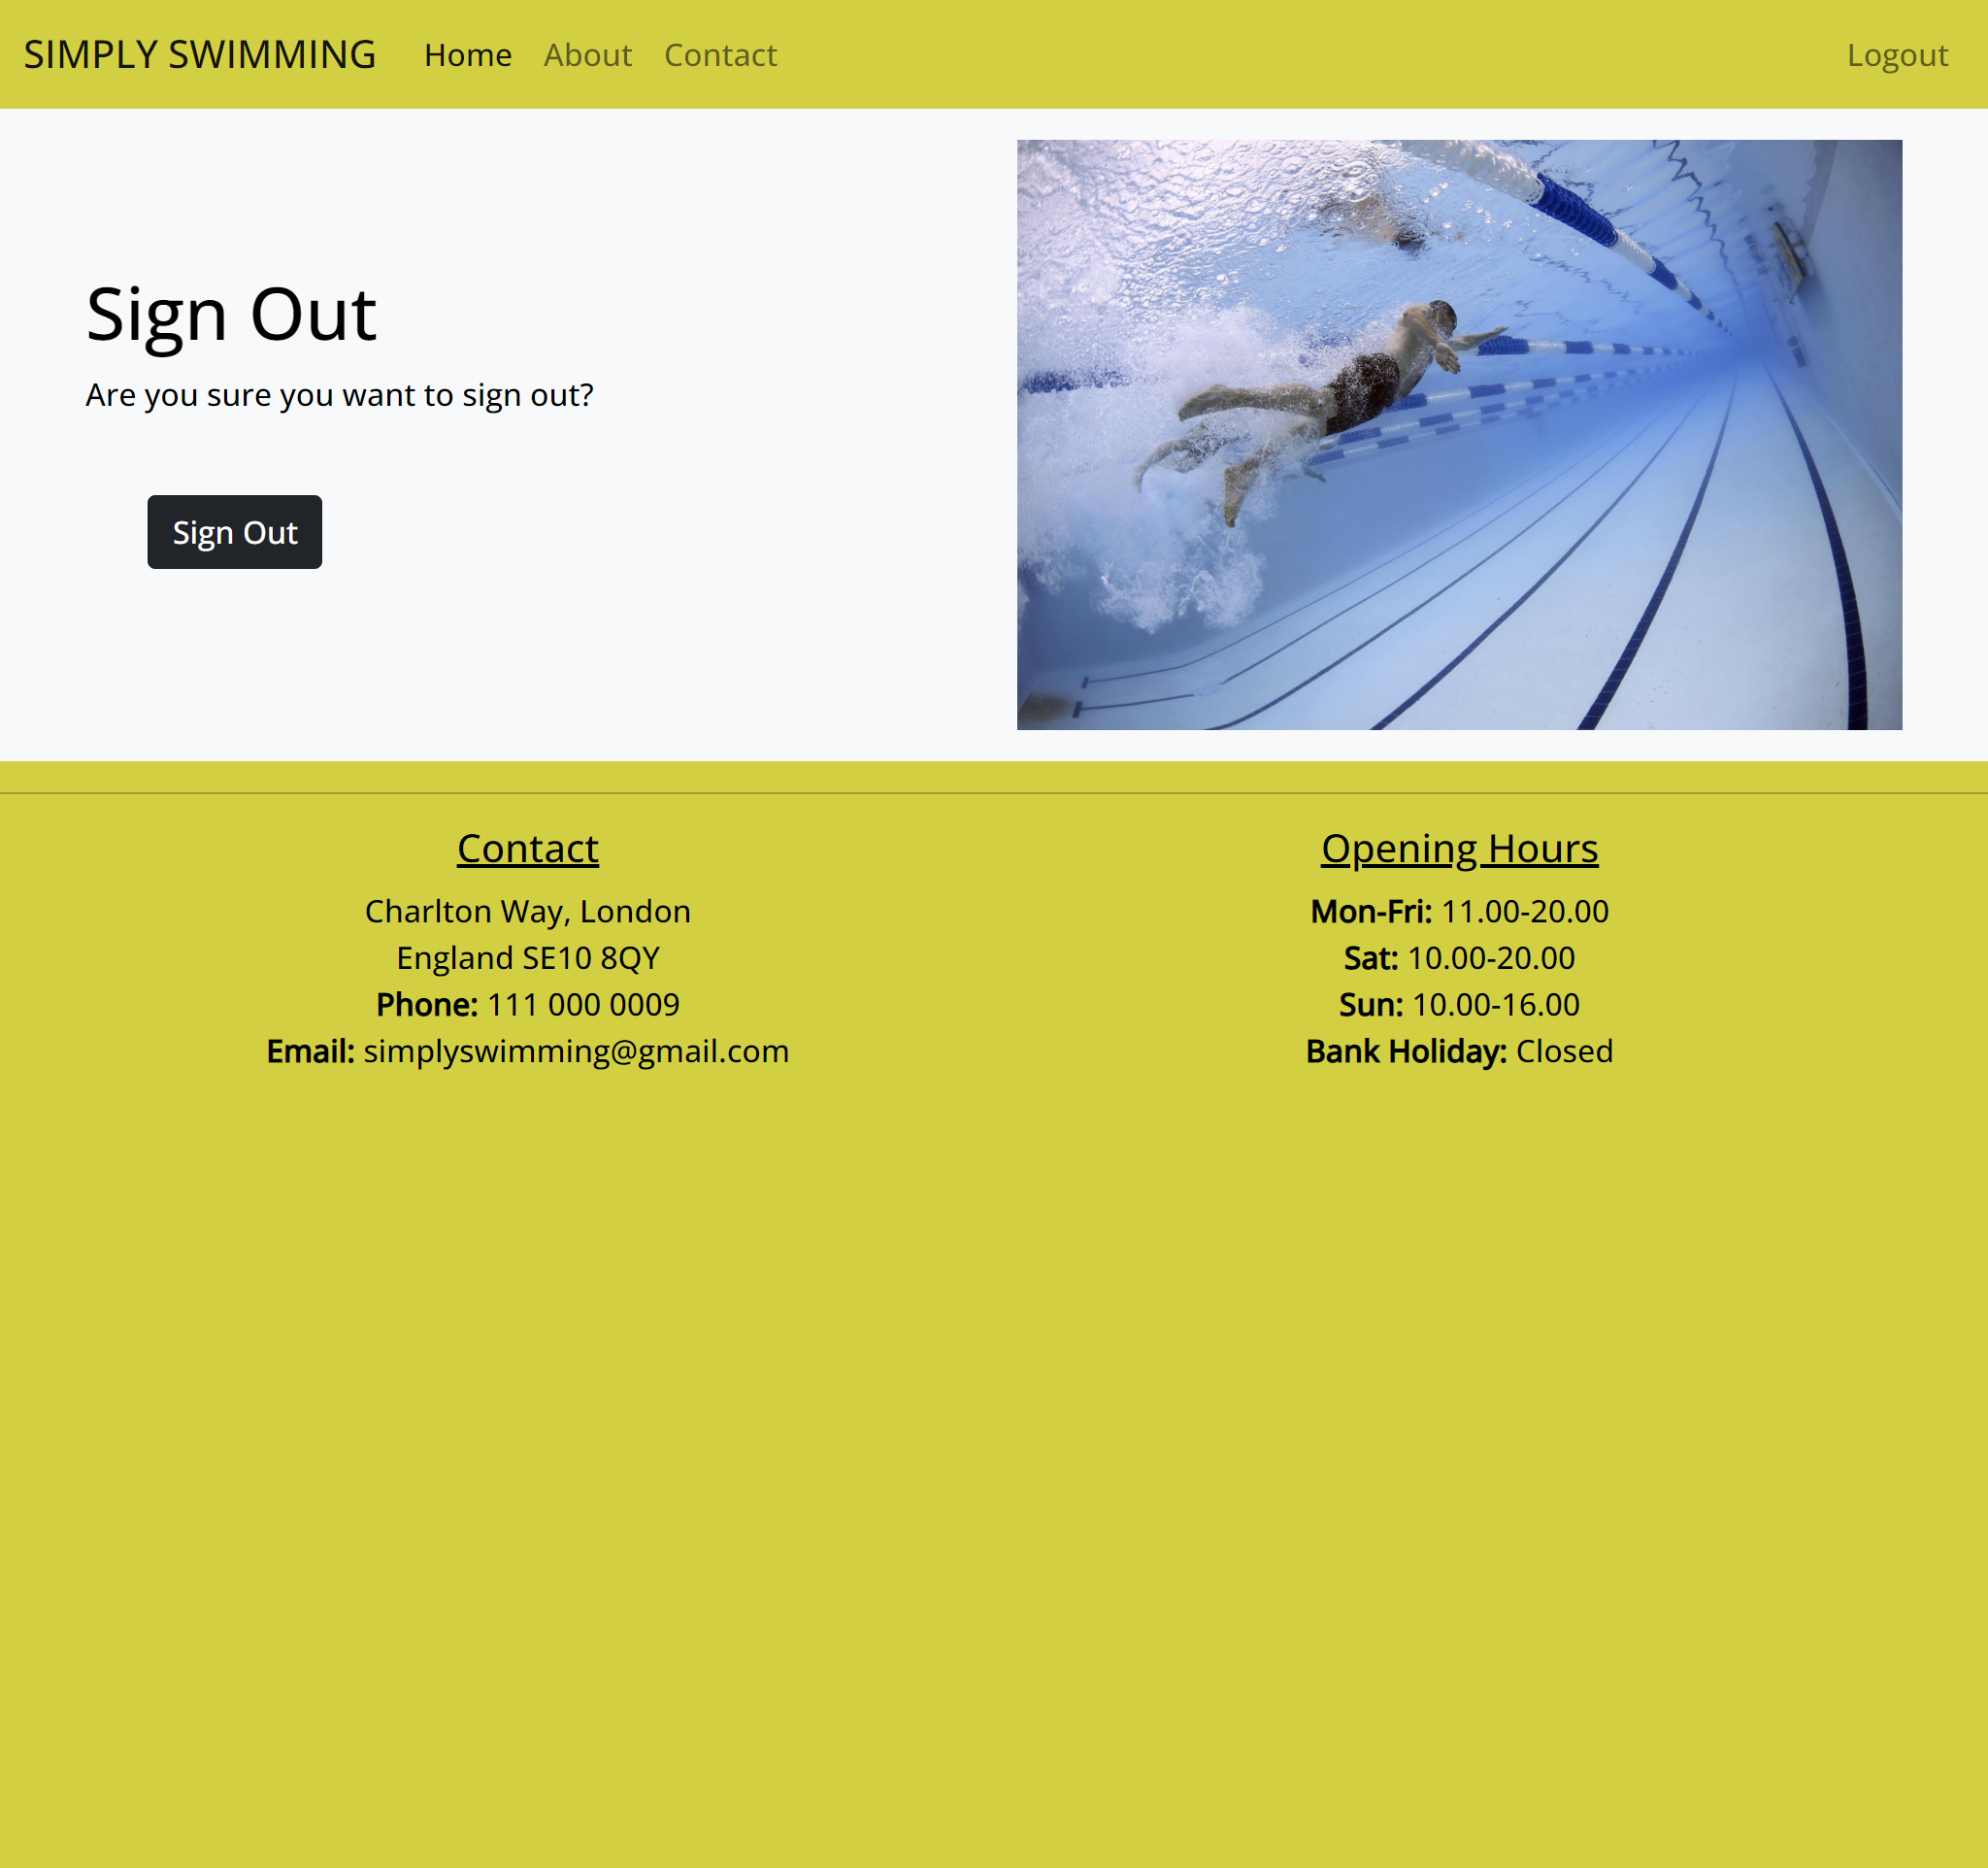 SIMPLY SWIMMING Home About Contact Logout
Sign Out
Are you sure you want to sign out?
Sign Out
Contact
Charlton Way, London
England SE10 8QY
Phone: 111 000 0009
Email: simplyswimming@gmail.com
Opening Hours
Mon-Fri: 11.00-20.00
Sat: 10.00-20.00
Sun: 10.00-16.00
Bank Holiday: Closed